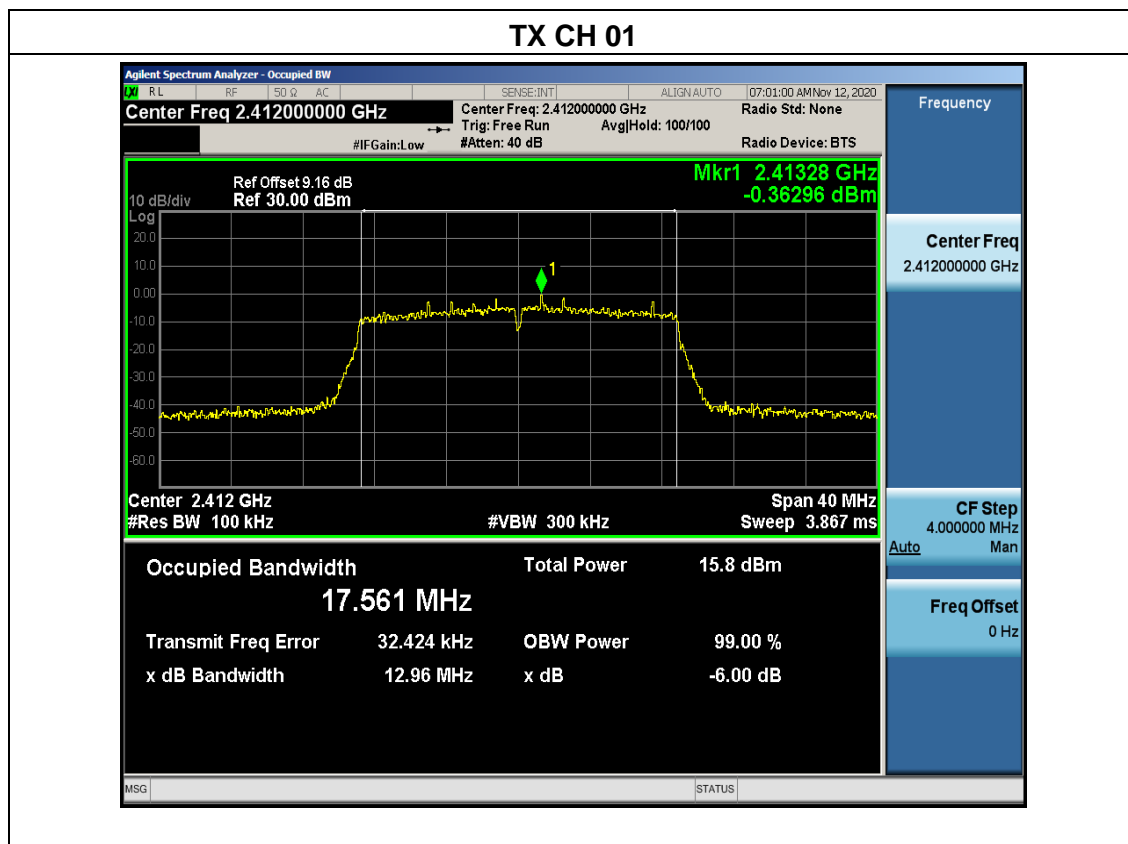 TX CH 01
Agilent Spectrum Analyzer - Occupied BW
LXI RL RF 50 Ω AC SENSE:INT ALIGN AUTO 07:01:00 AM Nov 12, 2020
Center Freq 2.412000000 GHz
Center Freq: 2.412000000 GHz Radio Std: None
Trig: Free Run Avg|Hold: 100/100
#IFGain:Low #Atten: 40 dB Radio Device: BTS
Mkr1 2.41328 GHz
-0.36296 dBm
Ref Offset 9.16 dB
10 dB/div Ref 30.00 dBm
Log
20.0
10.0
0.00
-10.0
-20.0
-30.0
-40.0
-50.0
-60.0
1
Center 2.412 GHz Span 40 MHz
#Res BW 100 kHz #VBW 300 kHz Sweep 3.867 ms
Occupied Bandwidth Total Power 15.8 dBm
17.561 MHz
Transmit Freq Error 32.424 kHz OBW Power 99.00 %
x dB Bandwidth 12.96 MHz x dB -6.00 dB
Frequency
Center Freq
2.412000000 GHz
CF Step
4.000000 MHz
Auto Man
Freq Offset
0 Hz
MSG STATUS